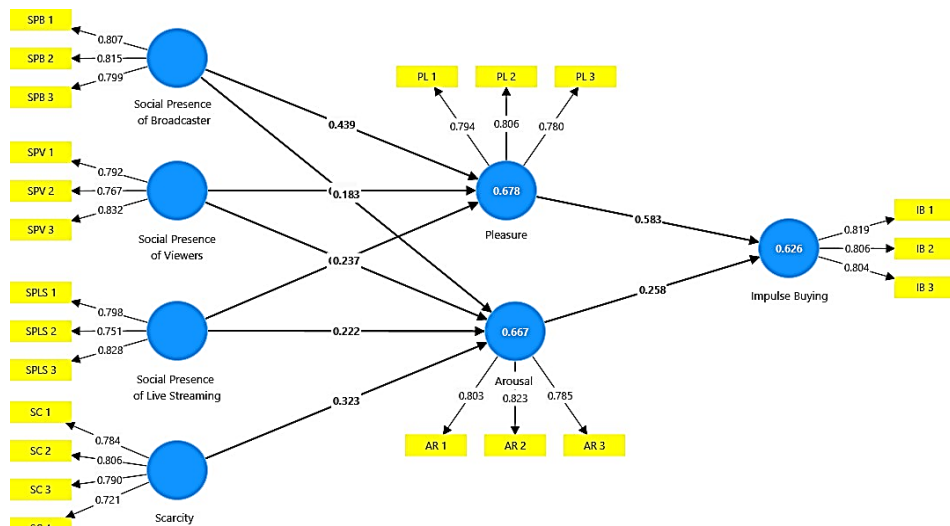 SPB 1
0.807
SPB 2
0.815
0.799
SPB 3
Social Presence
of Broadcaster
PL 1
PL 2
PL 3
0.794
0.806
0.780
0.439
SPV 1
0.792
SPV 2
0.767
0.832
SPV 3
Social Presence
of Viewers
0.183
0.678
Pleasure
0.583
IB 1
0.819
0.626
0.806
IB 2
0.804
IB 3
Impulse Buying
0.237
0.258
SPLS 1
0.798
SPLS 2
0.751
0.828
SPLS 3
Social Presence
of Live Streaming
0.222
0.667
Arousal
0.803
0.823
0.785
AR 1
AR 2
AR 3
0.323
SC 1
0.784
SC 2
0.806
SC 3
0.790
0.721
Scarcity